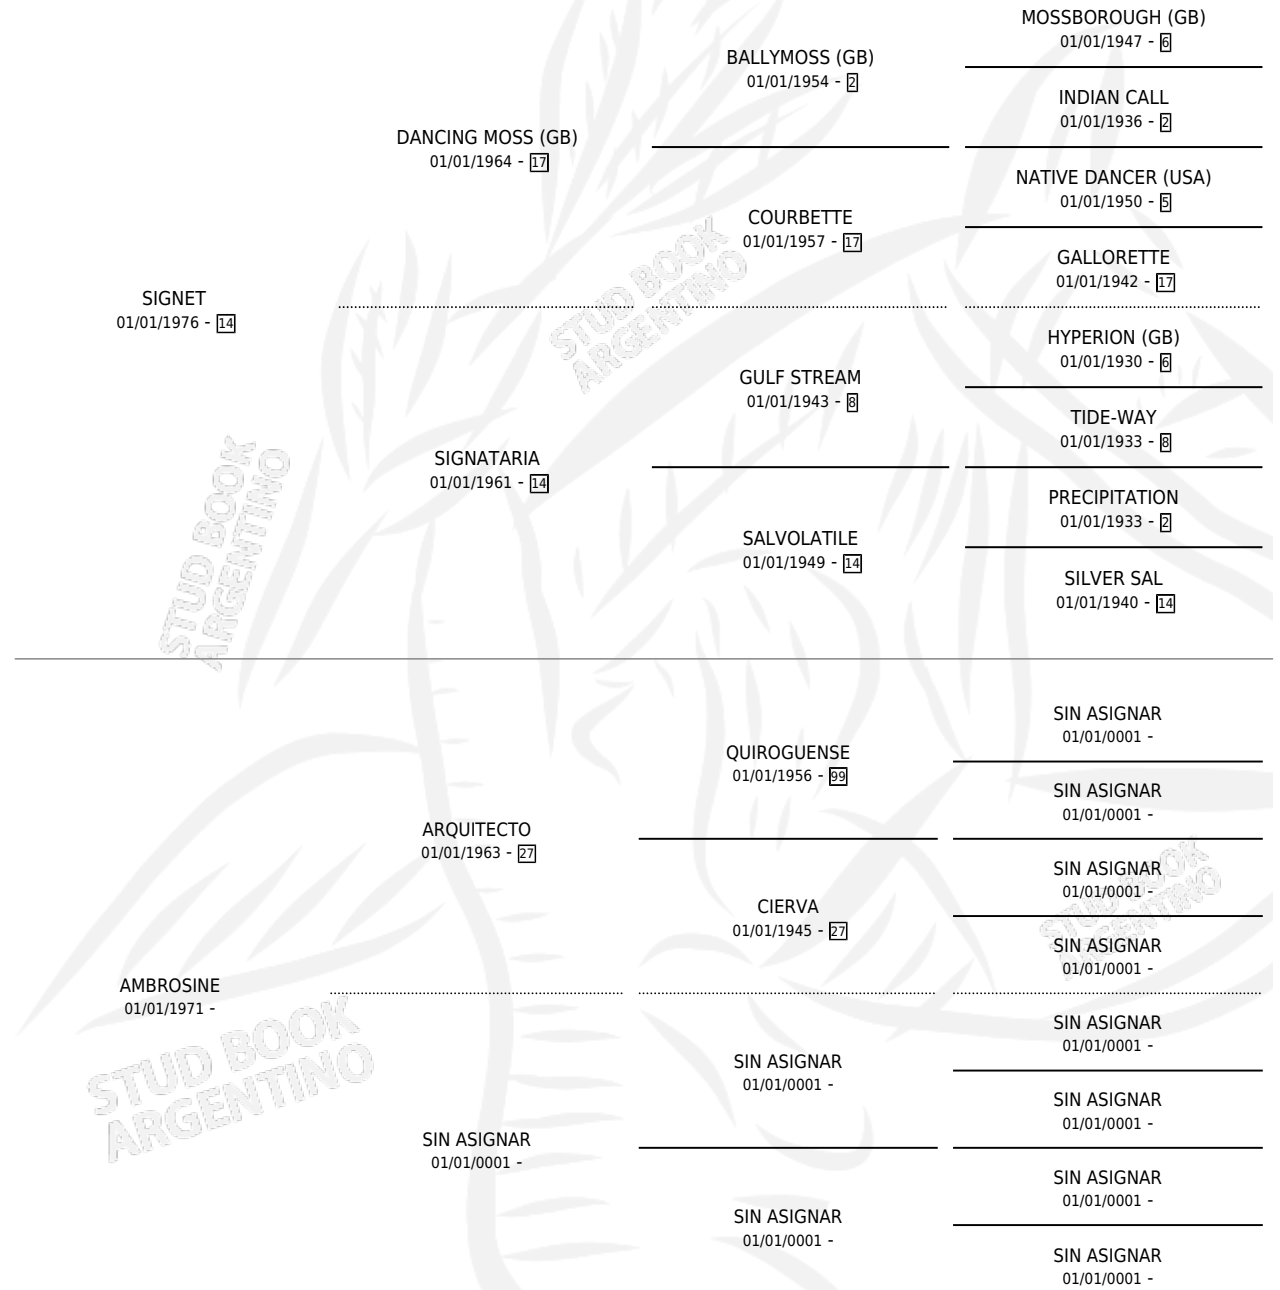 MOSSBOROUGH (GB)
01/01/1947 - 6
BALLYMOSS (GB)
01/01/1954 - 2
INDIAN CALL
01/01/1936 - 2
DANCING MOSS (GB)
01/01/1964 - 17
NATIVE DANCER (USA)
01/01/1950 - 5
COURBETTE
01/01/1957 - 17
GALLORETTE
01/01/1942 - 17
SIGNET
01/01/1976 - 14
HYPERION (GB)
01/01/1930 - 6
GULF STREAM
01/01/1943 - 8
TIDE-WAY
01/01/1933 - 8
SIGNATARIA
01/01/1961 - 14
PRECIPITATION
01/01/1933 - 2
SALVOLATILE
01/01/1949 - 14
SILVER SAL
01/01/1940 - 14
STUD BOOK
ARGENTINO
STUD BOOK
ARGENTINO
SIN ASIGNAR
01/01/0001 -
QUIROGUENSE
01/01/1956 - 99
SIN ASIGNAR
01/01/0001 -
ARQUITECTO
01/01/1963 - 27
SIN ASIGNAR
01/01/0001 -
CIERVA
01/01/1945 - 27
SIN ASIGNAR
01/01/0001 -
AMBROSINE
01/01/1971 -
SIN ASIGNAR
01/01/0001 -
SIN ASIGNAR
01/01/0001 -
SIN ASIGNAR
01/01/0001 -
SIN ASIGNAR
01/01/0001 -
SIN ASIGNAR
01/01/0001 -
SIN ASIGNAR
01/01/0001 -
SIN ASIGNAR
01/01/0001 -
STUD BOOK
ARGENTINO
STUD BOOK
ARGENTINO